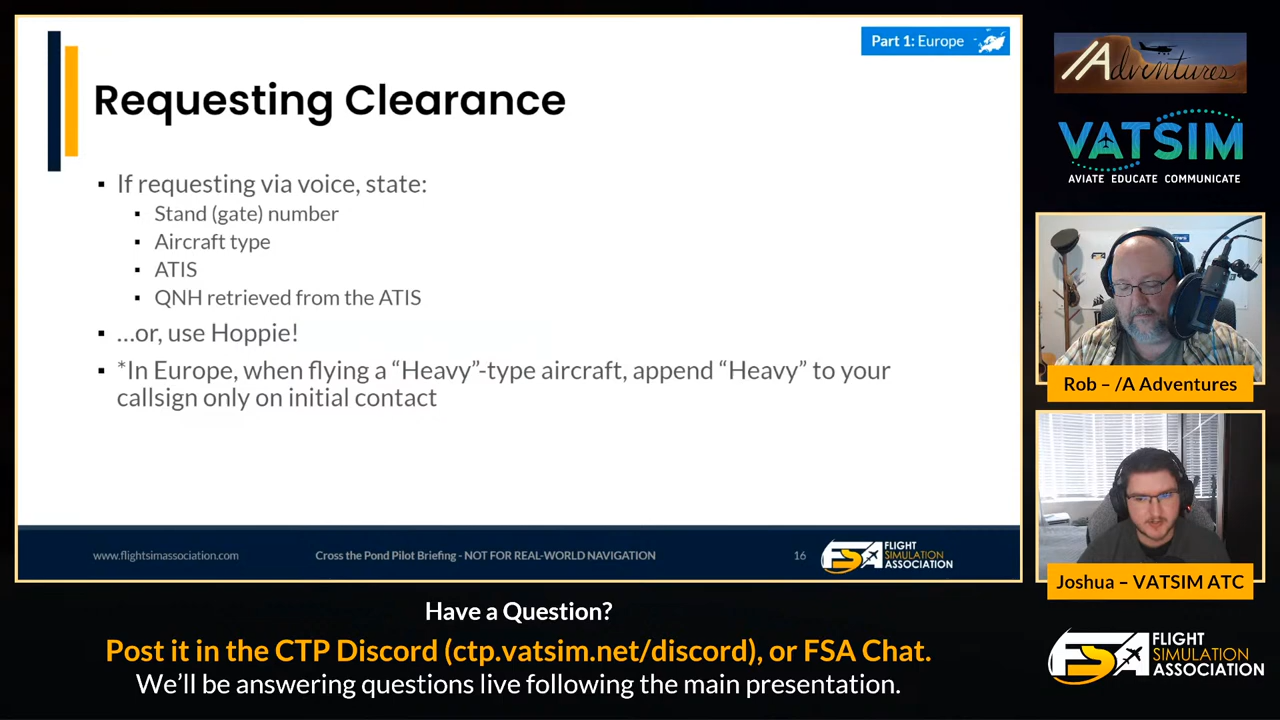 Part 1: Europe
Requesting Clearance
▪ If requesting via voice, state:
▪ Stand (gate) number
▪ Aircraft type
▪ ATIS
▪ QNH retrieved from the ATIS
▪ …or, use Hoppie!
▪ *In Europe, when flying a “Heavy”-type aircraft, append “Heavy” to your
callsign only on initial contact
www.flightsimassociation.com
Cross the Pond Pilot Briefing - NOT FOR REAL-WORLD NAVIGATION
16
FSA
FLIGHT
SIMULATION
ASSOCIATION
/Adventures
VATSIM
AVIATE EDUCATE COMMUNICATE
Rob – /A Adventures
Joshua – VATSIM ATC
Have a Question?
Post it in the CTP Discord (ctp.vatsim.net/discord), or FSA Chat.
We’ll be answering questions live following the main presentation.
FSA
FLIGHT
SIMULATION
ASSOCIATION